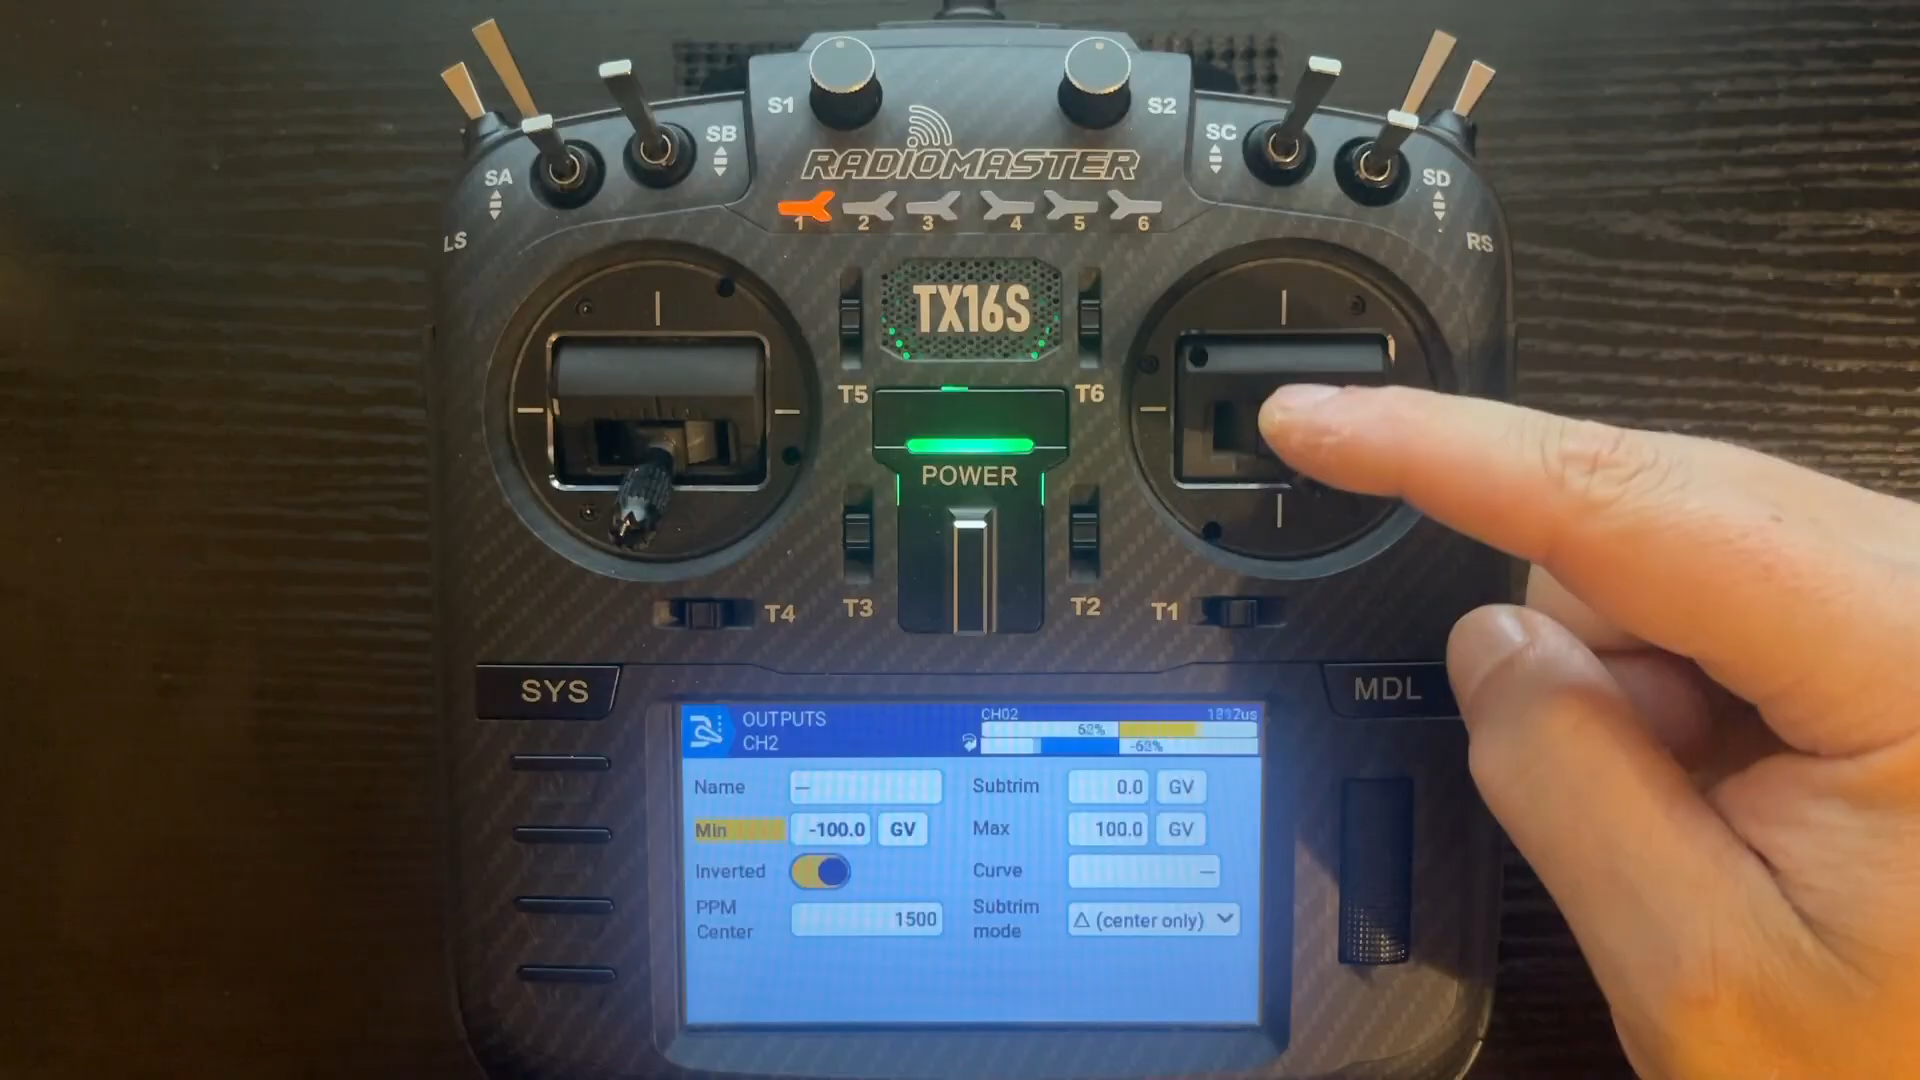 S1
S2
SB
SC
RADIOMASTER
SA
SD
1 2 3 4 5 6
LS
RS
TX16S
T5
T6
POWER
T4
T3
T2
T1
SYS
MDL
OUTPUTS
CH2
CH02
Name
—
Subtrim
0.0
GV
Min
-100.0
GV
Max
100.0
GV
Inverted
Curve
—
PPM
Center
1500
Subtrim
mode
Δ (center only)